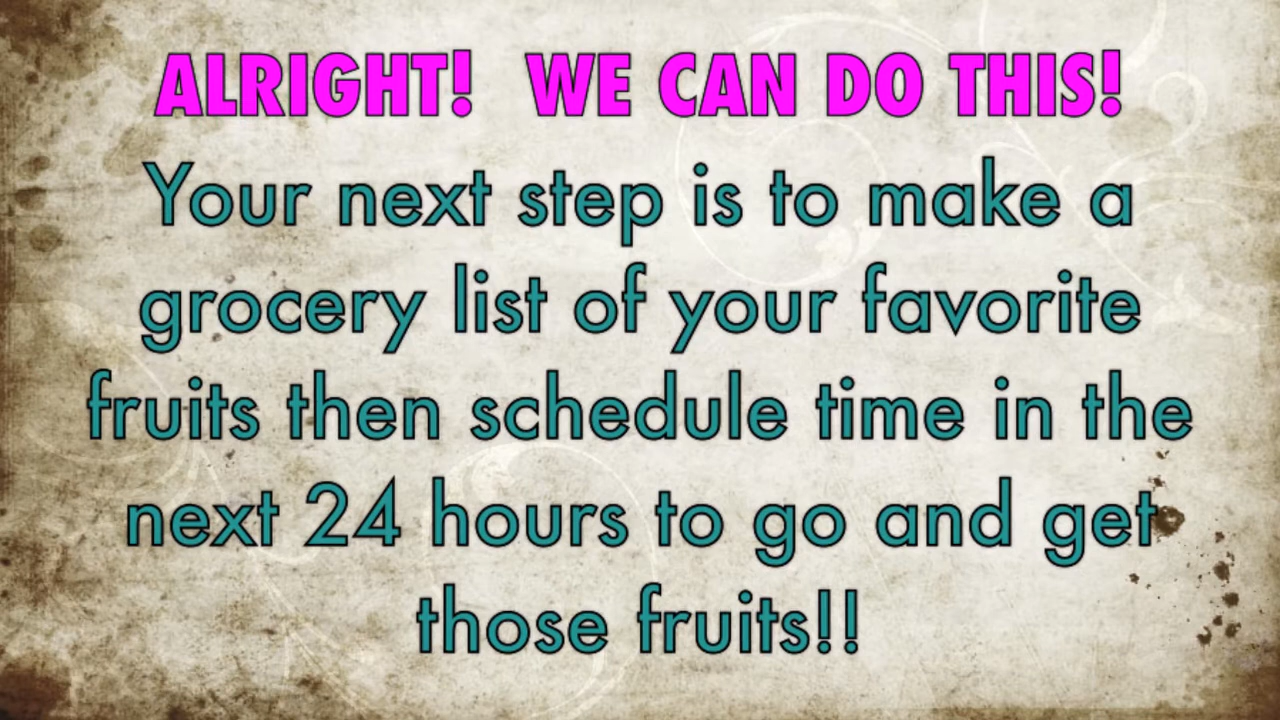 ALRIGHT! WE CAN DO THIS!
Your next step is to make a
grocery list of your favorite
fruits then schedule time in the
next 24 hours to go and get
those fruits!!